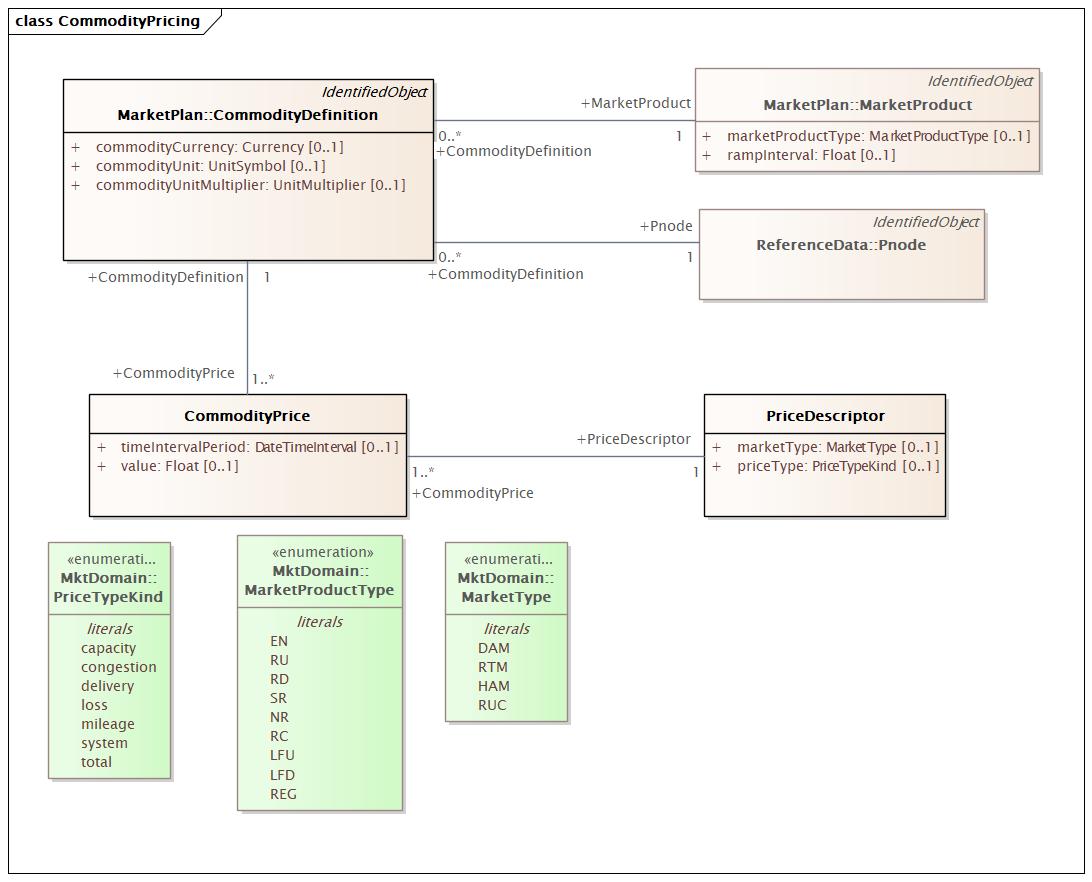 class CommodityPricing
IdentifiedObject
MarketPlan::CommodityDefinition
+ commodityCurrency: Currency [0..1]
+ commodityUnit: UnitSymbol [0..1]
+ commodityUnitMultiplier: UnitMultiplier [0..1]
+MarketProduct
0..*
1
+CommodityDefinition
IdentifiedObject
MarketPlan::MarketProduct
+ marketProductType: MarketProductType [0..1]
+ rampInterval: Float [0..1]
+Pnode
0..*
1
+CommodityDefinition
IdentifiedObject
ReferenceData::Pnode
+CommodityDefinition
1
+CommodityPrice
1..*
CommodityPrice
+ timeIntervalPeriod: DateTimeInterval [0..1]
+ value: Float [0..1]
+PriceDescriptor
1..*
1
+CommodityPrice
PriceDescriptor
+ marketType: MarketType [0..1]
+ priceType: PriceTypeKind [0..1]
«enumerati...
MktDomain::
PriceTypeKind
literals
capacity
congestion
delivery
loss
mileage
system
total
«enumeration»
MktDomain::
MarketProductType
literals
EN
RU
RD
SR
NR
RC
LFU
LFD
REG
«enumerati...
MktDomain::
MarketType
literals
DAM
RTM
HAM
RUC